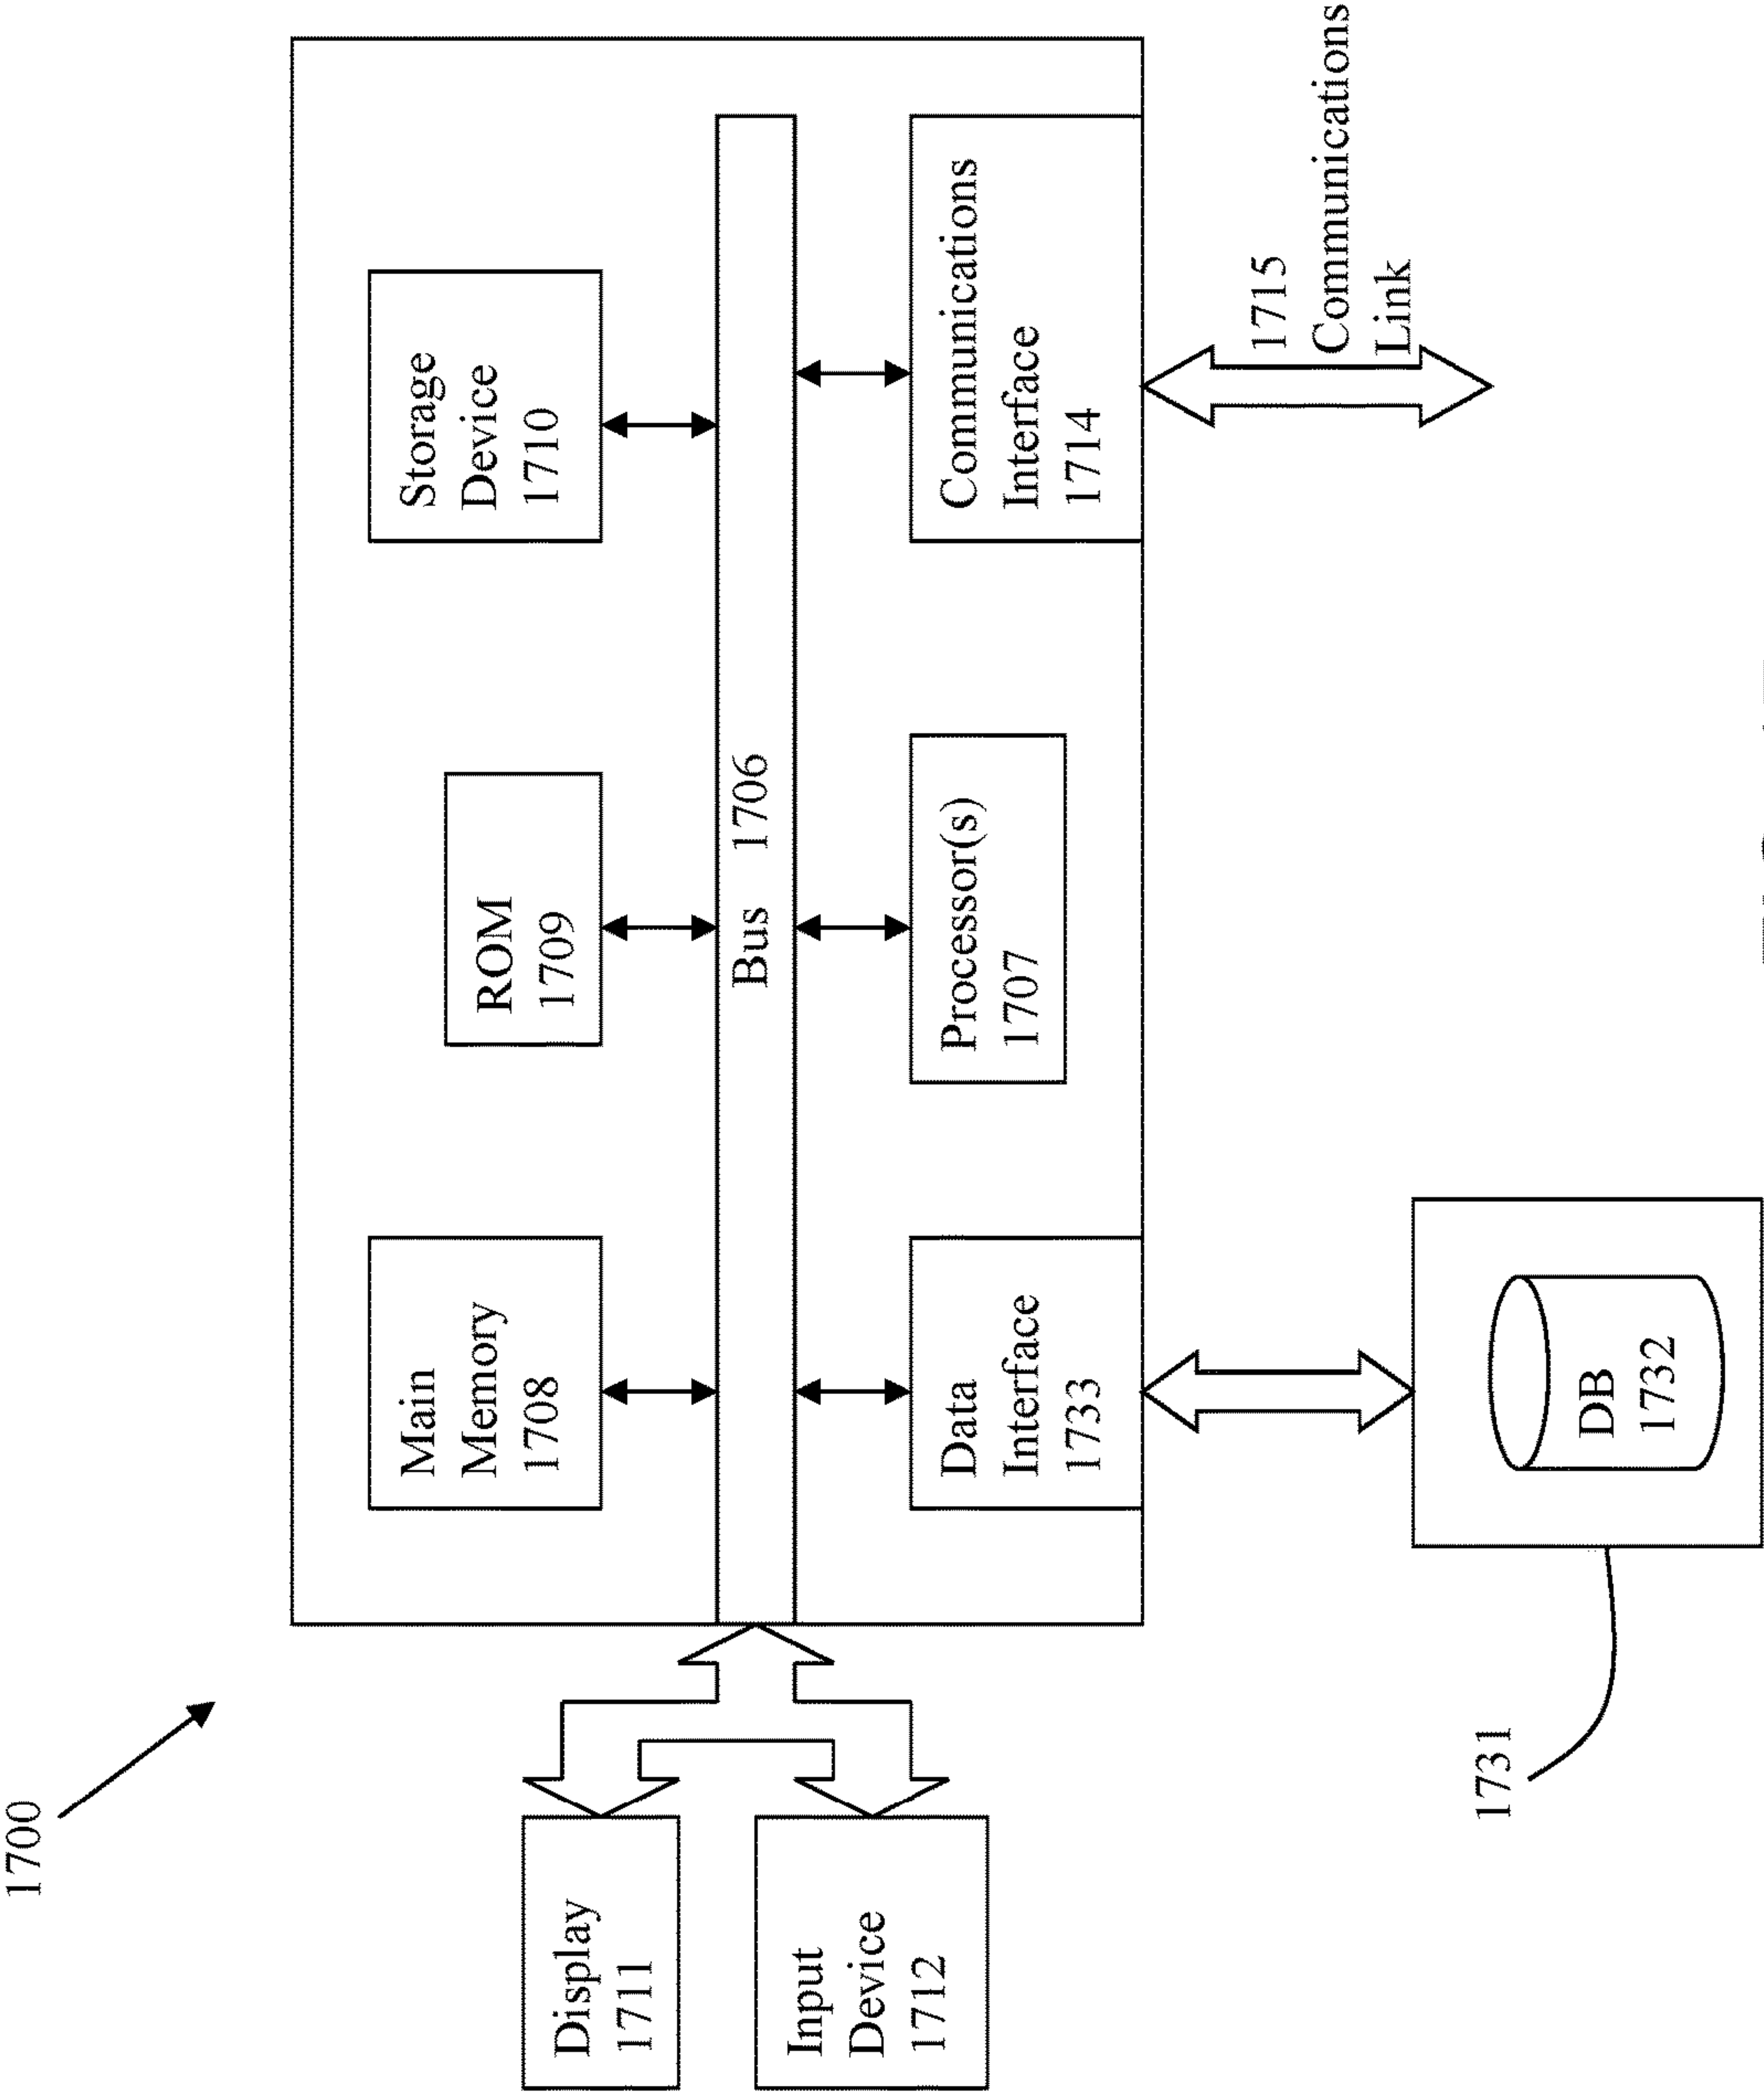 1700
Display
1711
Input
Device
1712
Main
Memory
1708
ROM
1709
Storage
Device
1710
Bus 1706
Data
Interface
1733
Processor(s)
1707
Communications
Interface
1714
1715
Communications
Link
DB
1732
1731